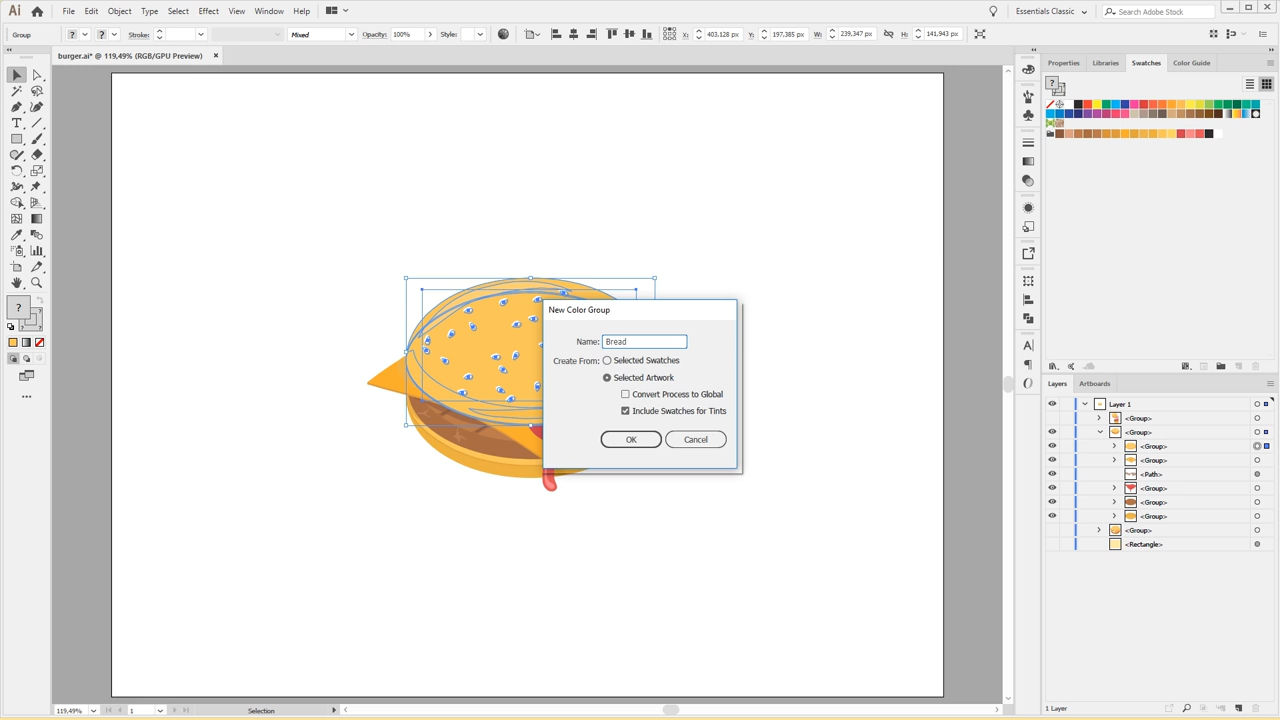 Ai File Edit Object Type Select Effect View Window Help Essentials Classic Search Adobe Stock
Group ? ? Stroke: Mixed Opacity: 100% Style: X: 403,128 px Y: 197,385 px W: 239,347 px H: 141,943 px
burger.ai* @ 119,49% (RGB/GPU Preview) ×
Properties Libraries Swatches Color Guide
?
New Color Group
Name: Bread
Create From: Selected Swatches
Selected Artwork
Convert Process to Global
Include Swatches for Tints
OK Cancel
Layers Artboards
Layer 1
<Group>
<Group>
<Group>
<Group>
<Path>
<Group>
<Group>
<Group>
<Group>
<Rectangle>
?
119,49% 1 Selection
1 Layer